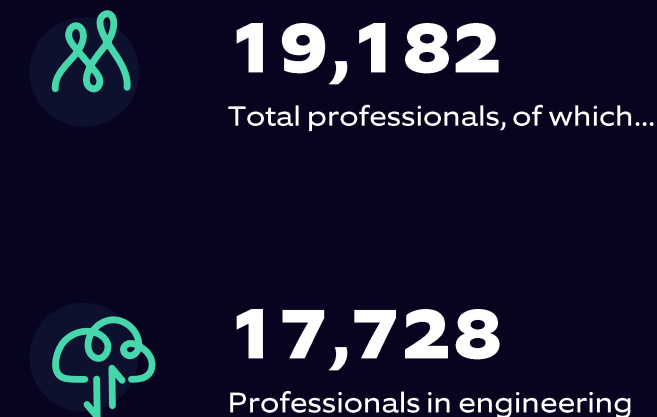 19,182
Total professionals, of which...
17,728
Professionals in engineering